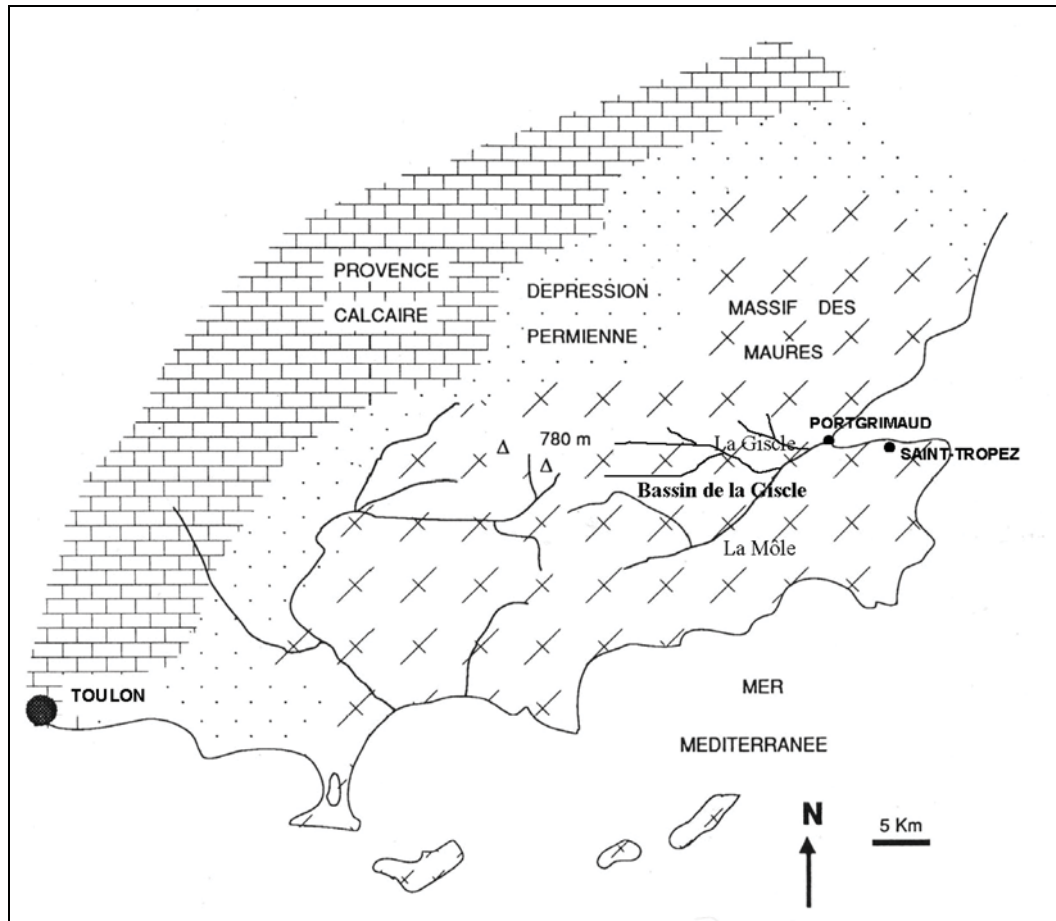 PROVENCE
CALCAIRE
DEPRESSION
PERMIENNE
MASSIF DES
MAURES
PORTGRIMAUD
SAINT-TROPEZ
780 m
La Giscle
Bassin de la Giscle
La Môle
TOULON
MER
MÉDITERRANEE
N
5 Km